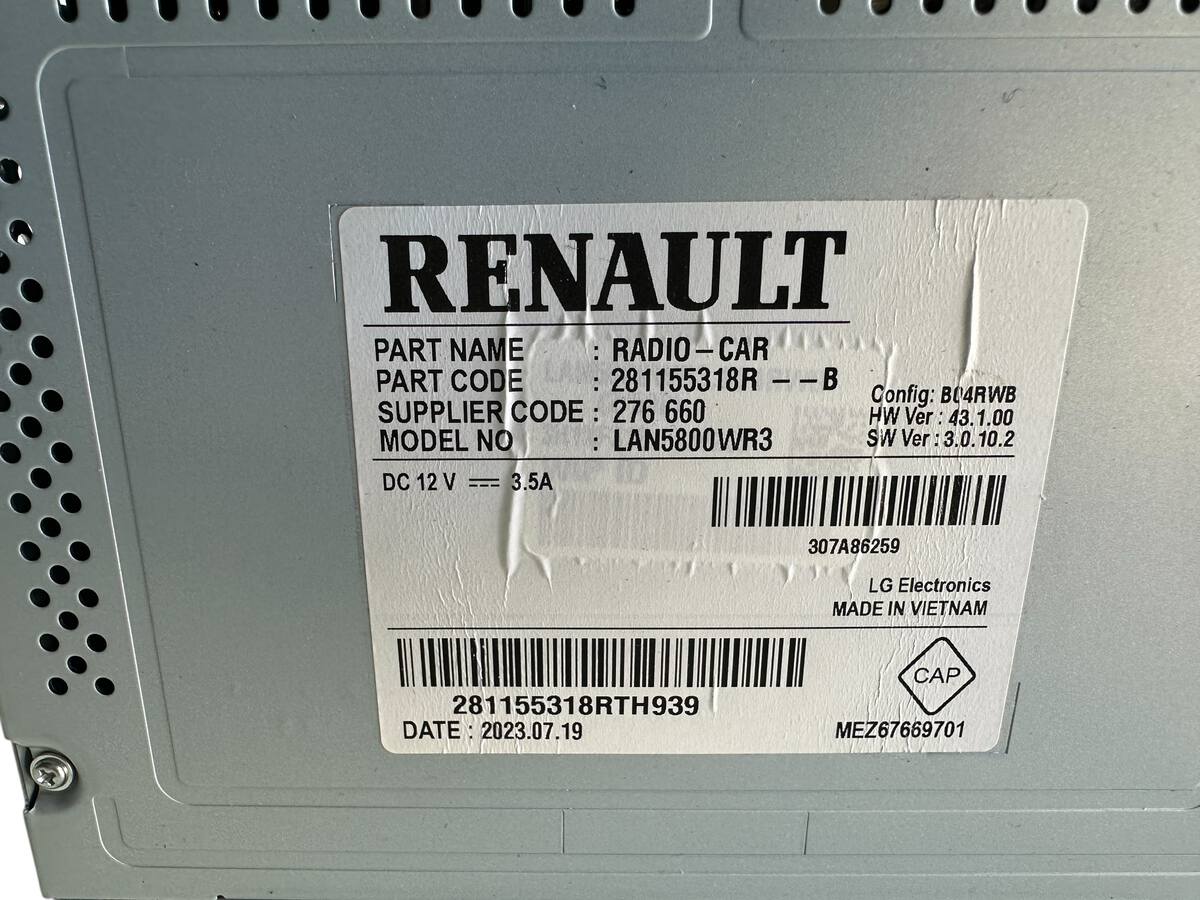 RENAULT
PART NAME : RADIO-CAR
PART CODE : 281155318R --B
SUPPLIER CODE : 276 660
MODEL NO : LAN5800WR3
Config: B04RWB
HW Ver : 43.1.00
SW Ver : 3.0.10.2
DC 12 V ⎓ 3.5A
307A86259
LG Electronics
MADE IN VIETNAM
281155318RTH939
DATE : 2023.07.19
CAP
MEZ67669701